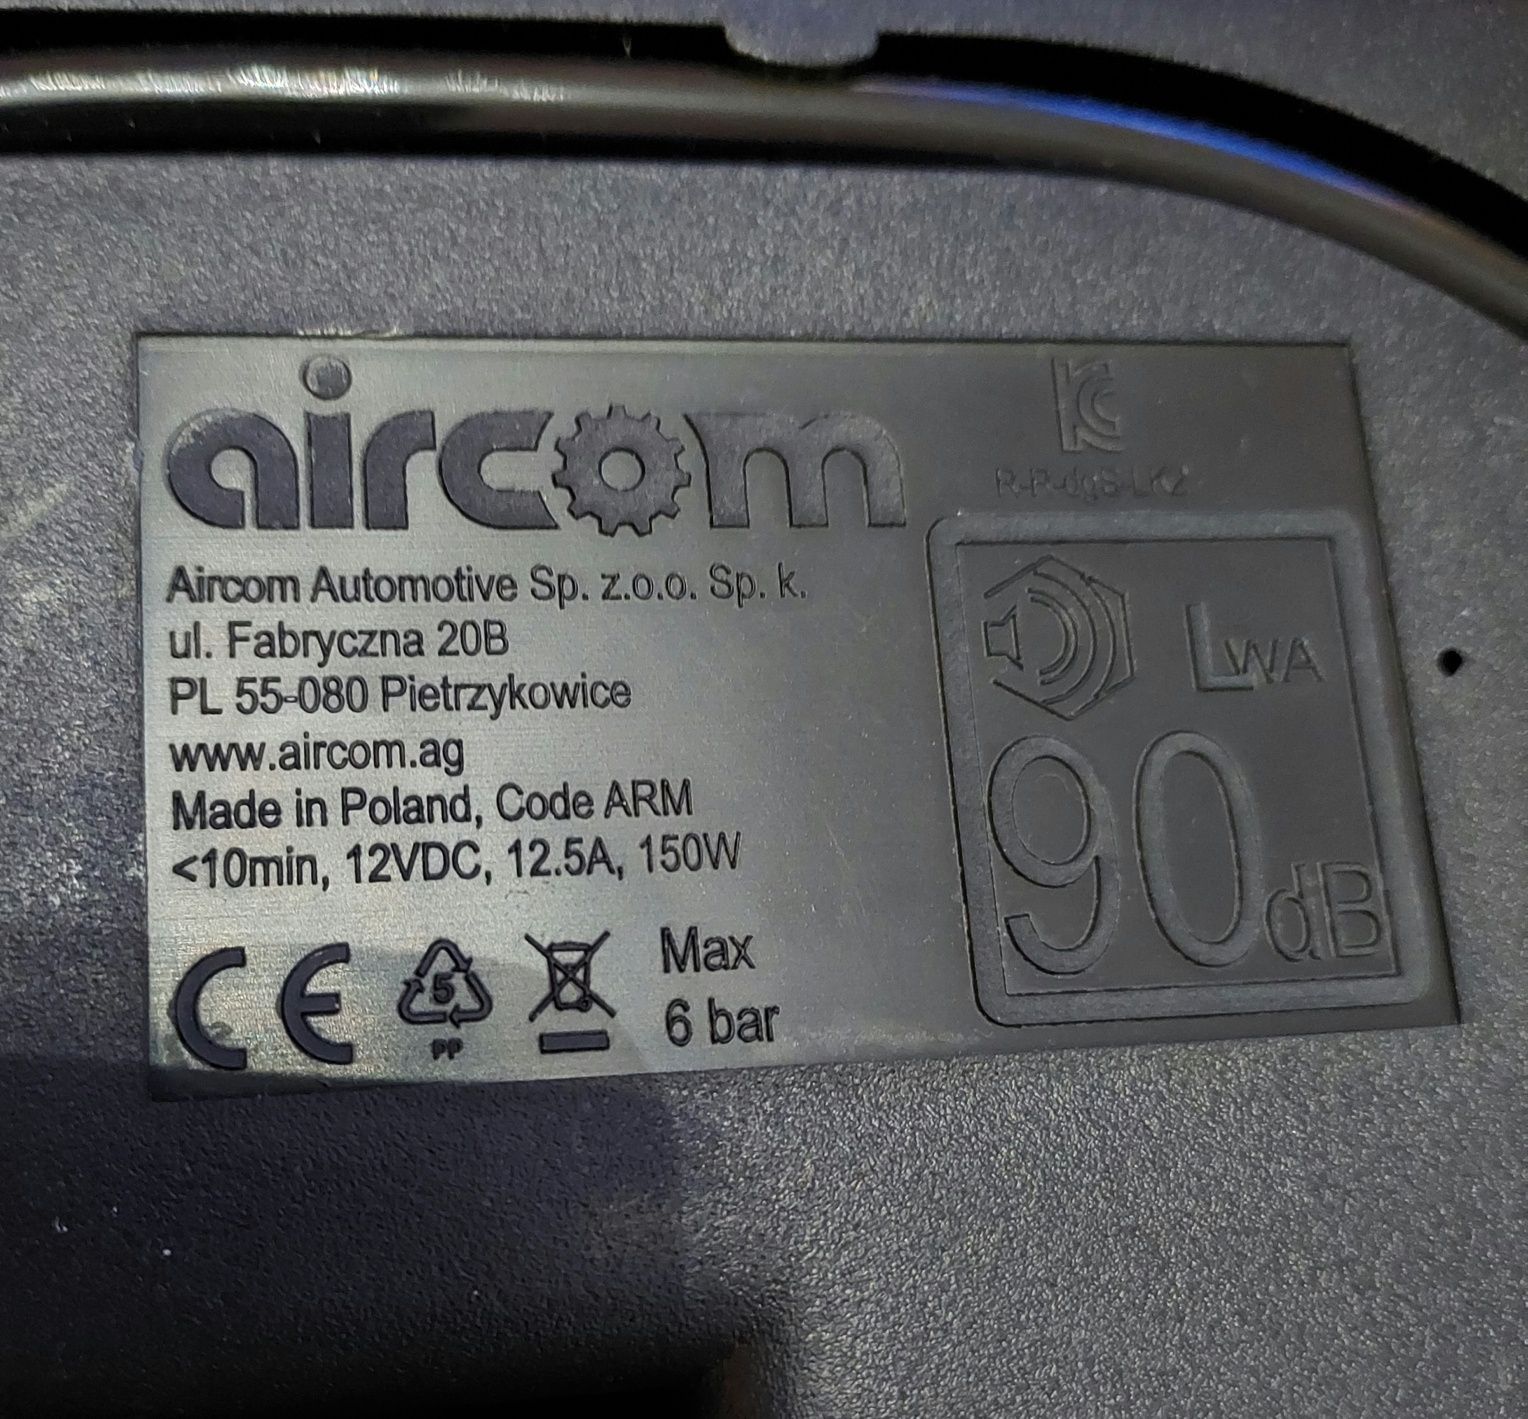 aircom
Aircom Automotive Sp. z.o.o. Sp. k.
ul. Fabryczna 20B
PL 55-080 Pietrzykowice
www.aircom.ag
Made in Poland, Code ARM
<10min, 12VDC, 12.5A, 150W
CE
5
PP
Max
6 bar
KC
LWA
90dB